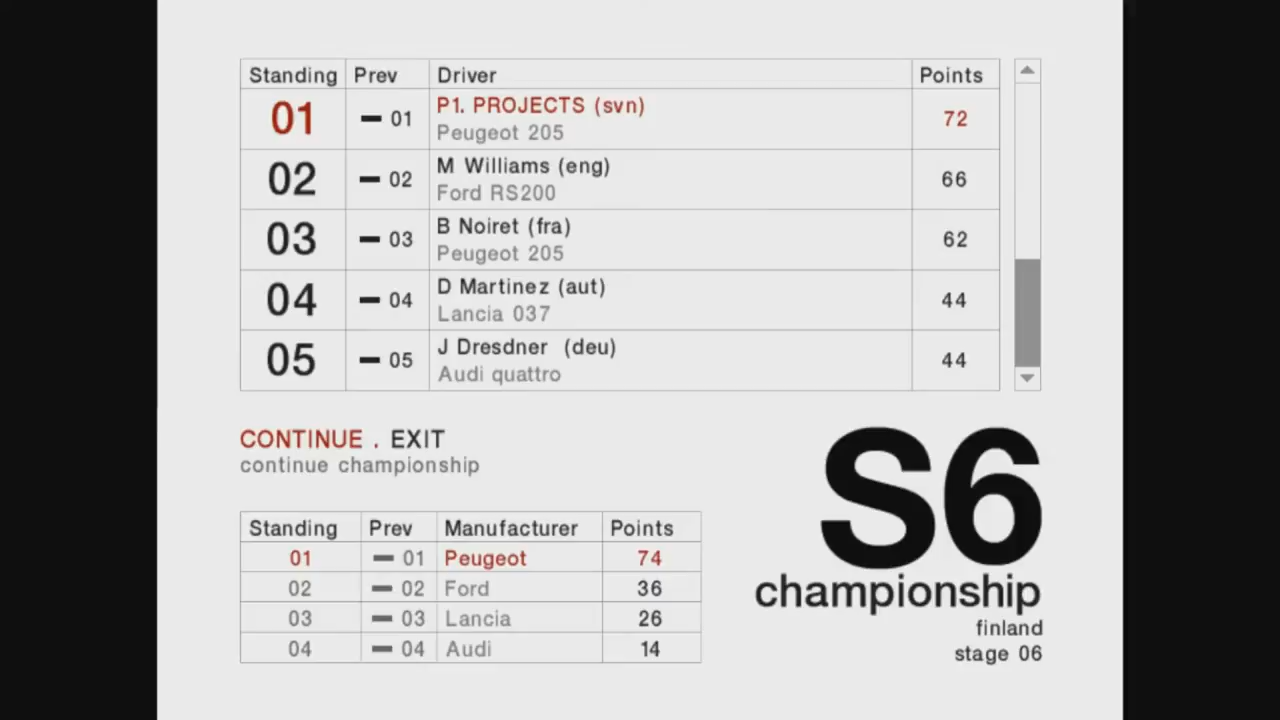 Standing Prev Driver Points
01 01 P1. PROJECTS (svn) 72
Peugeot 205
02 02 M Williams (eng) 66
Ford RS200
03 03 B Noiret (fra) 62
Peugeot 205
04 04 D Martinez (aut) 44
Lancia 037
05 05 J Dresdner (deu) 44
Audi quattro
CONTINUE . EXIT
continue championship
S6
championship
finland
stage 06
Standing Prev Manufacturer Points
01 01 Peugeot 74
02 02 Ford 36
03 03 Lancia 26
04 04 Audi 14